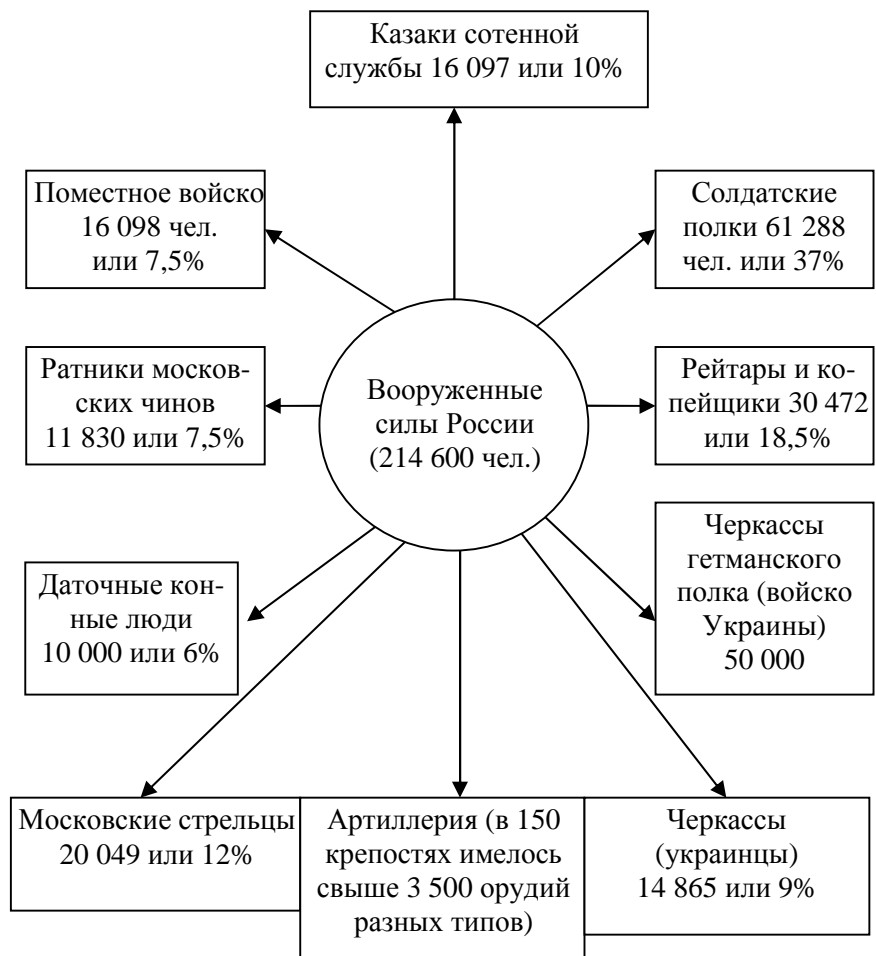 Казаки сотенной
службы 16 097 или 10%
Поместное войско
16 098 чел.
или 7,5%
Солдатские
полки 61 288
чел. или 37%
Ратники москов-
ских чинов
11 830 или 7,5%
Вооруженные
силы России
(214 600 чел.)
Рейтары и ко-
пейщики 30 472
или 18,5%
Даточные кон-
ные люди
10 000 или 6%
Черкассы
гетманского
полка (войско
Украины)
50 000
Московские стрельцы
20 049 или 12%
Артиллерия (в 150
крепостях имелось
свыше 3 500 орудий
разных типов)
Черкассы
(украинцы)
14 865 или 9%